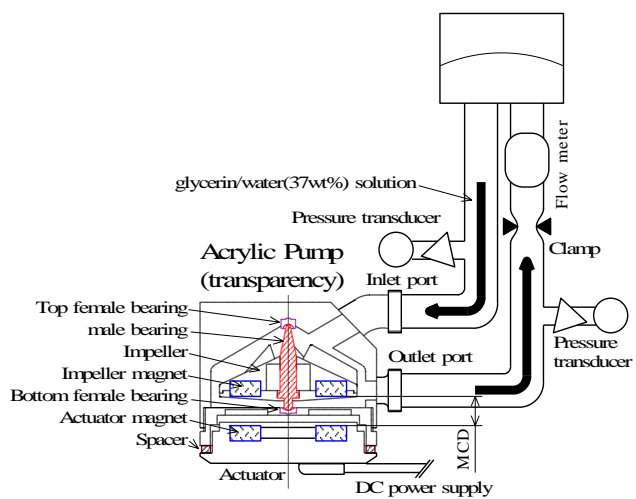 glycerin/water(37wt%) solution
Flow meter
Pressure transducer
Clamp
Acrylic Pump
(transparency)
Inlet port
Top female bearing
male bearing
Impeller
Impeller magnet
Bottom female bearing
Actuator magnet
Spacer
Outlet port
Pressure
transducer
MCD
Actuator
DC power supply